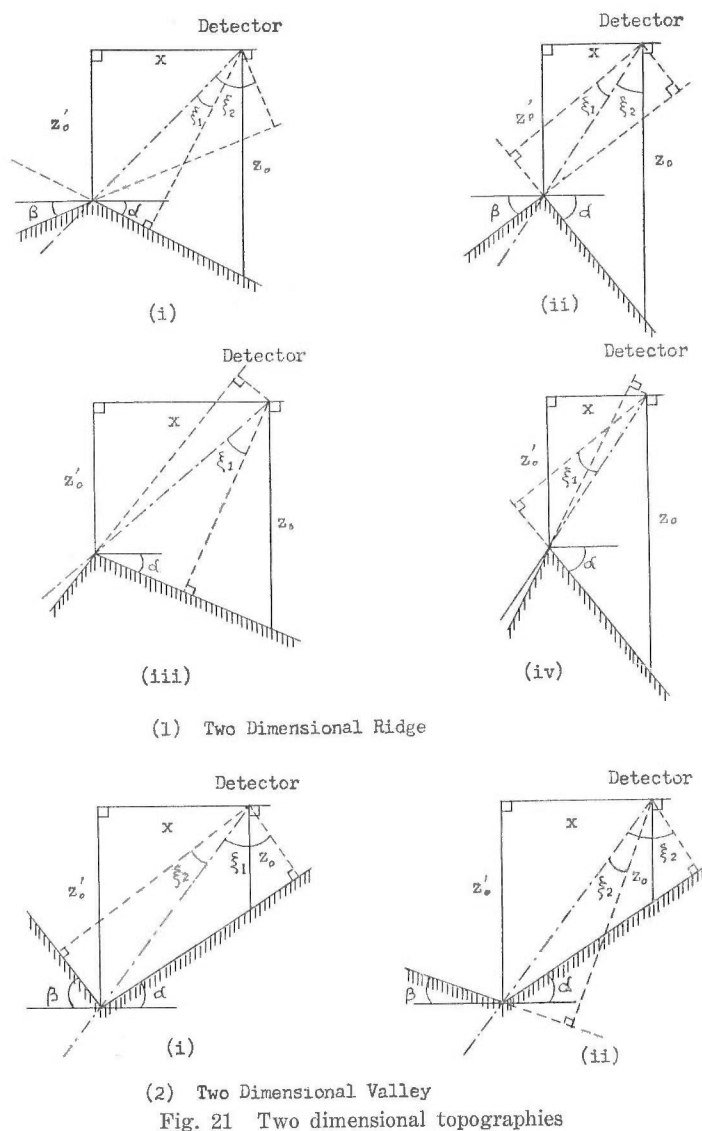 Detector
x
ξ₁
ξ₂
z₀′
z₀
β
α
(i)
Detector
x
ξ₁
ξ₂
z₀′
z₀
β
α
(ii)
Detector
x
ξ₁
z₀′
z₀
α
(iii)
Detector
x
z₀′
ξ₁
z₀
α
(iv)
(1) Two Dimensional Ridge
Detector
x
ξ₁
z₀
ξ₂
z₀′
β
α
(i)
Detector
x
ξ₂
z₀
ξ₂
z₀′
β
α
(ii)
(2) Two Dimensional Valley
Fig. 21 Two dimensional topographies